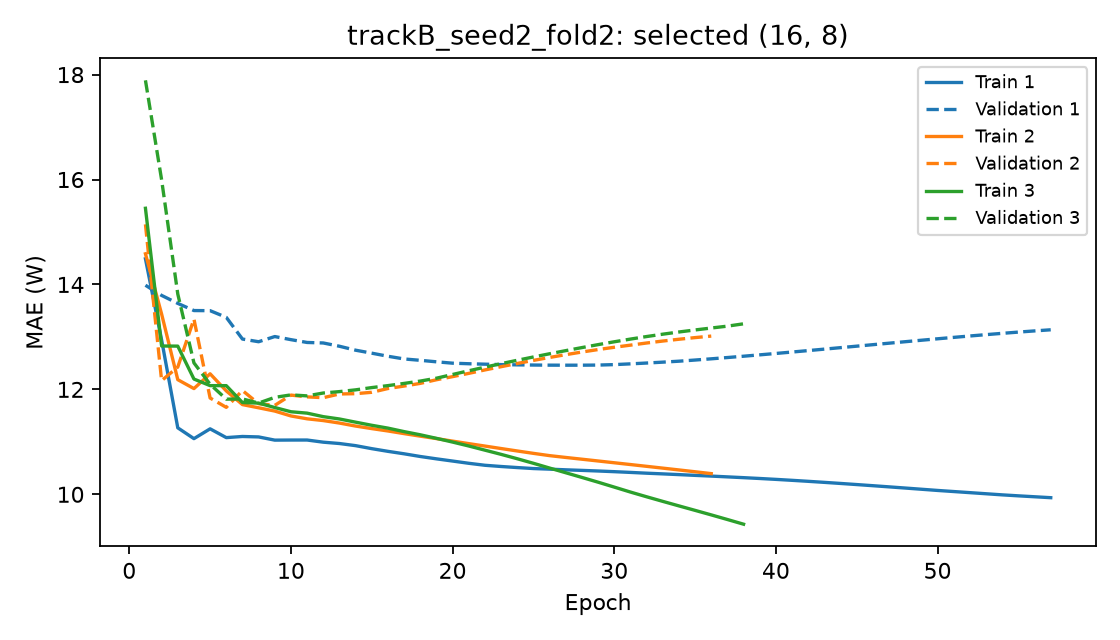 trackB_seed2_fold2: selected (16, 8)
18
16
14
12
10
MAE (W)
0
10
20
30
40
50
Epoch
Train 1
Validation 1
Train 2
Validation 2
Train 3
Validation 3